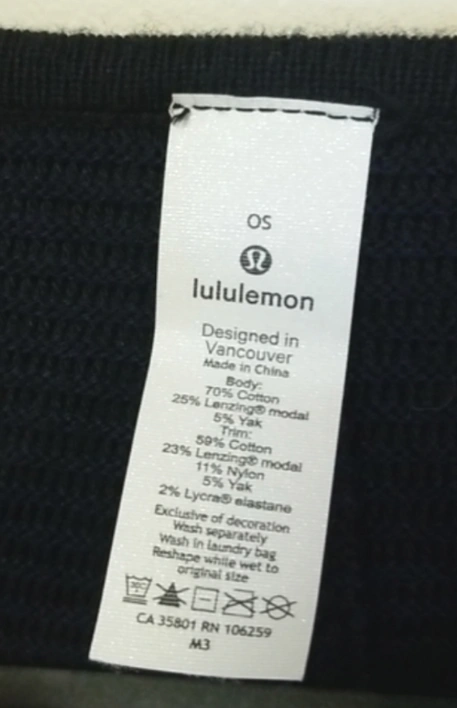 OS
lululemon
Designed in
Vancouver
Made in China
Body:
70% Cotton
25% Lenzing® modal
5% Yak
Trim:
59% Cotton
23% Lenzing® modal
11% Nylon
5% Yak
2% Lycra® elastane
Exclusive of decoration
Wash separately
Wash in laundry bag
Reshape while wet to
original size
30°
CA 35801 RN 106259
M3